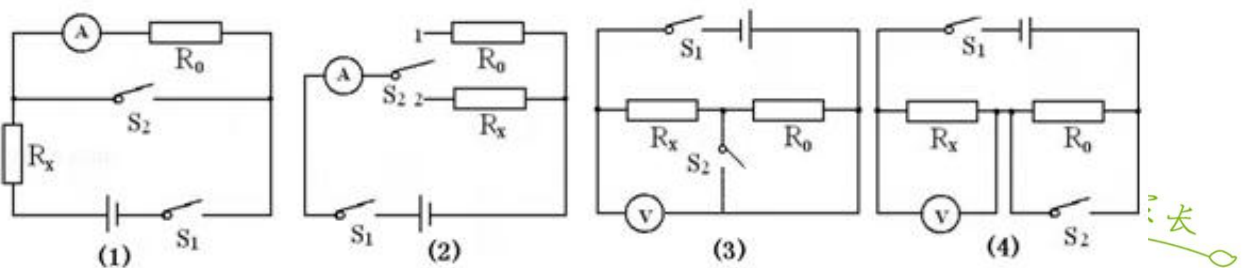 A R₀ S₂ Rₓ S₁ (1)
A 1 R₀ S₂ 2 Rₓ S₁ (2)
S₁ Rₓ R₀ S₂ V (3)
S₁ Rₓ R₀ V S₂ (4)
长